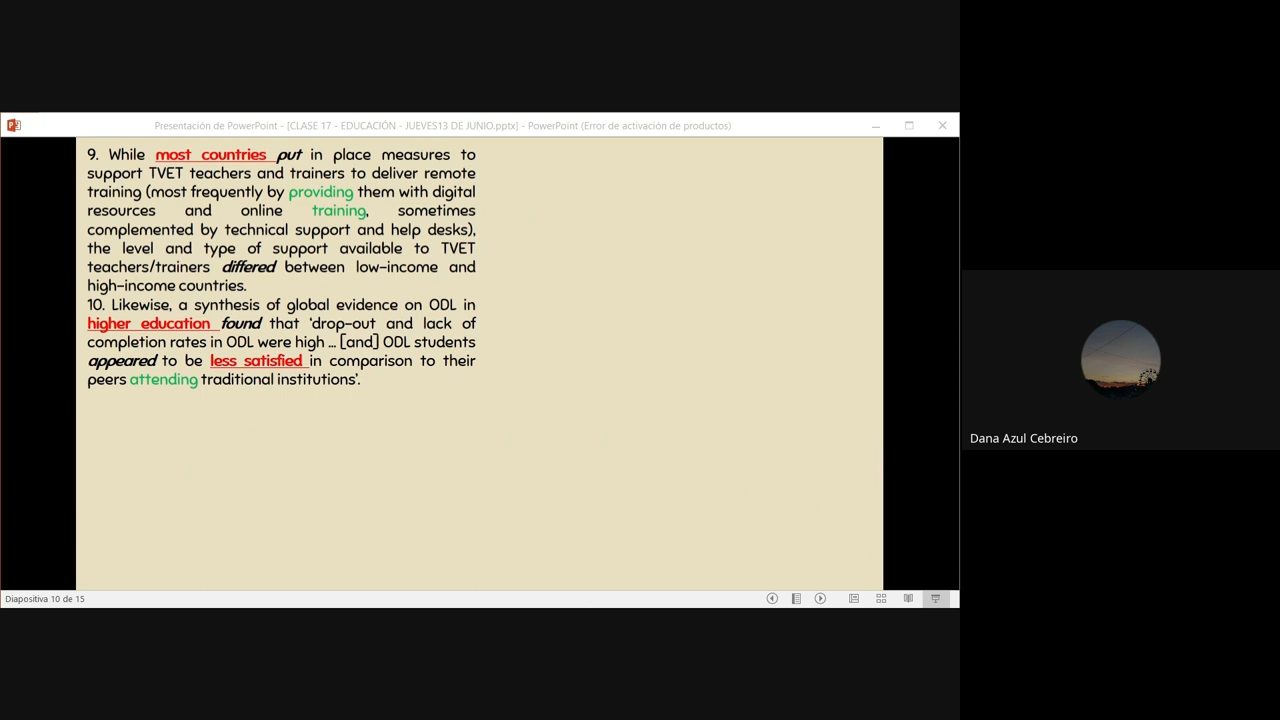 Presentación de PowerPoint - [CLASE 17 - EDUCACIÓN - JUEVES13 DE JUNIO.pptx] - PowerPoint (Error de activación de productos)
9. While most countries put in place measures to
support TVET teachers and trainers to deliver remote
training (most frequently by providing them with digital
resources and online training, sometimes
complemented by technical support and help desks),
the level and type of support available to TVET
teachers/trainers differed between low-income and
high-income countries.
10. Likewise, a synthesis of global evidence on ODL in
higher education found that ‘drop-out and lack of
completion rates in ODL were high ... [and] ODL students
appeared to be less satisfied in comparison to their
peers attending traditional institutions’.
Dana Azul Cebreiro
Diapositiva 10 de 15